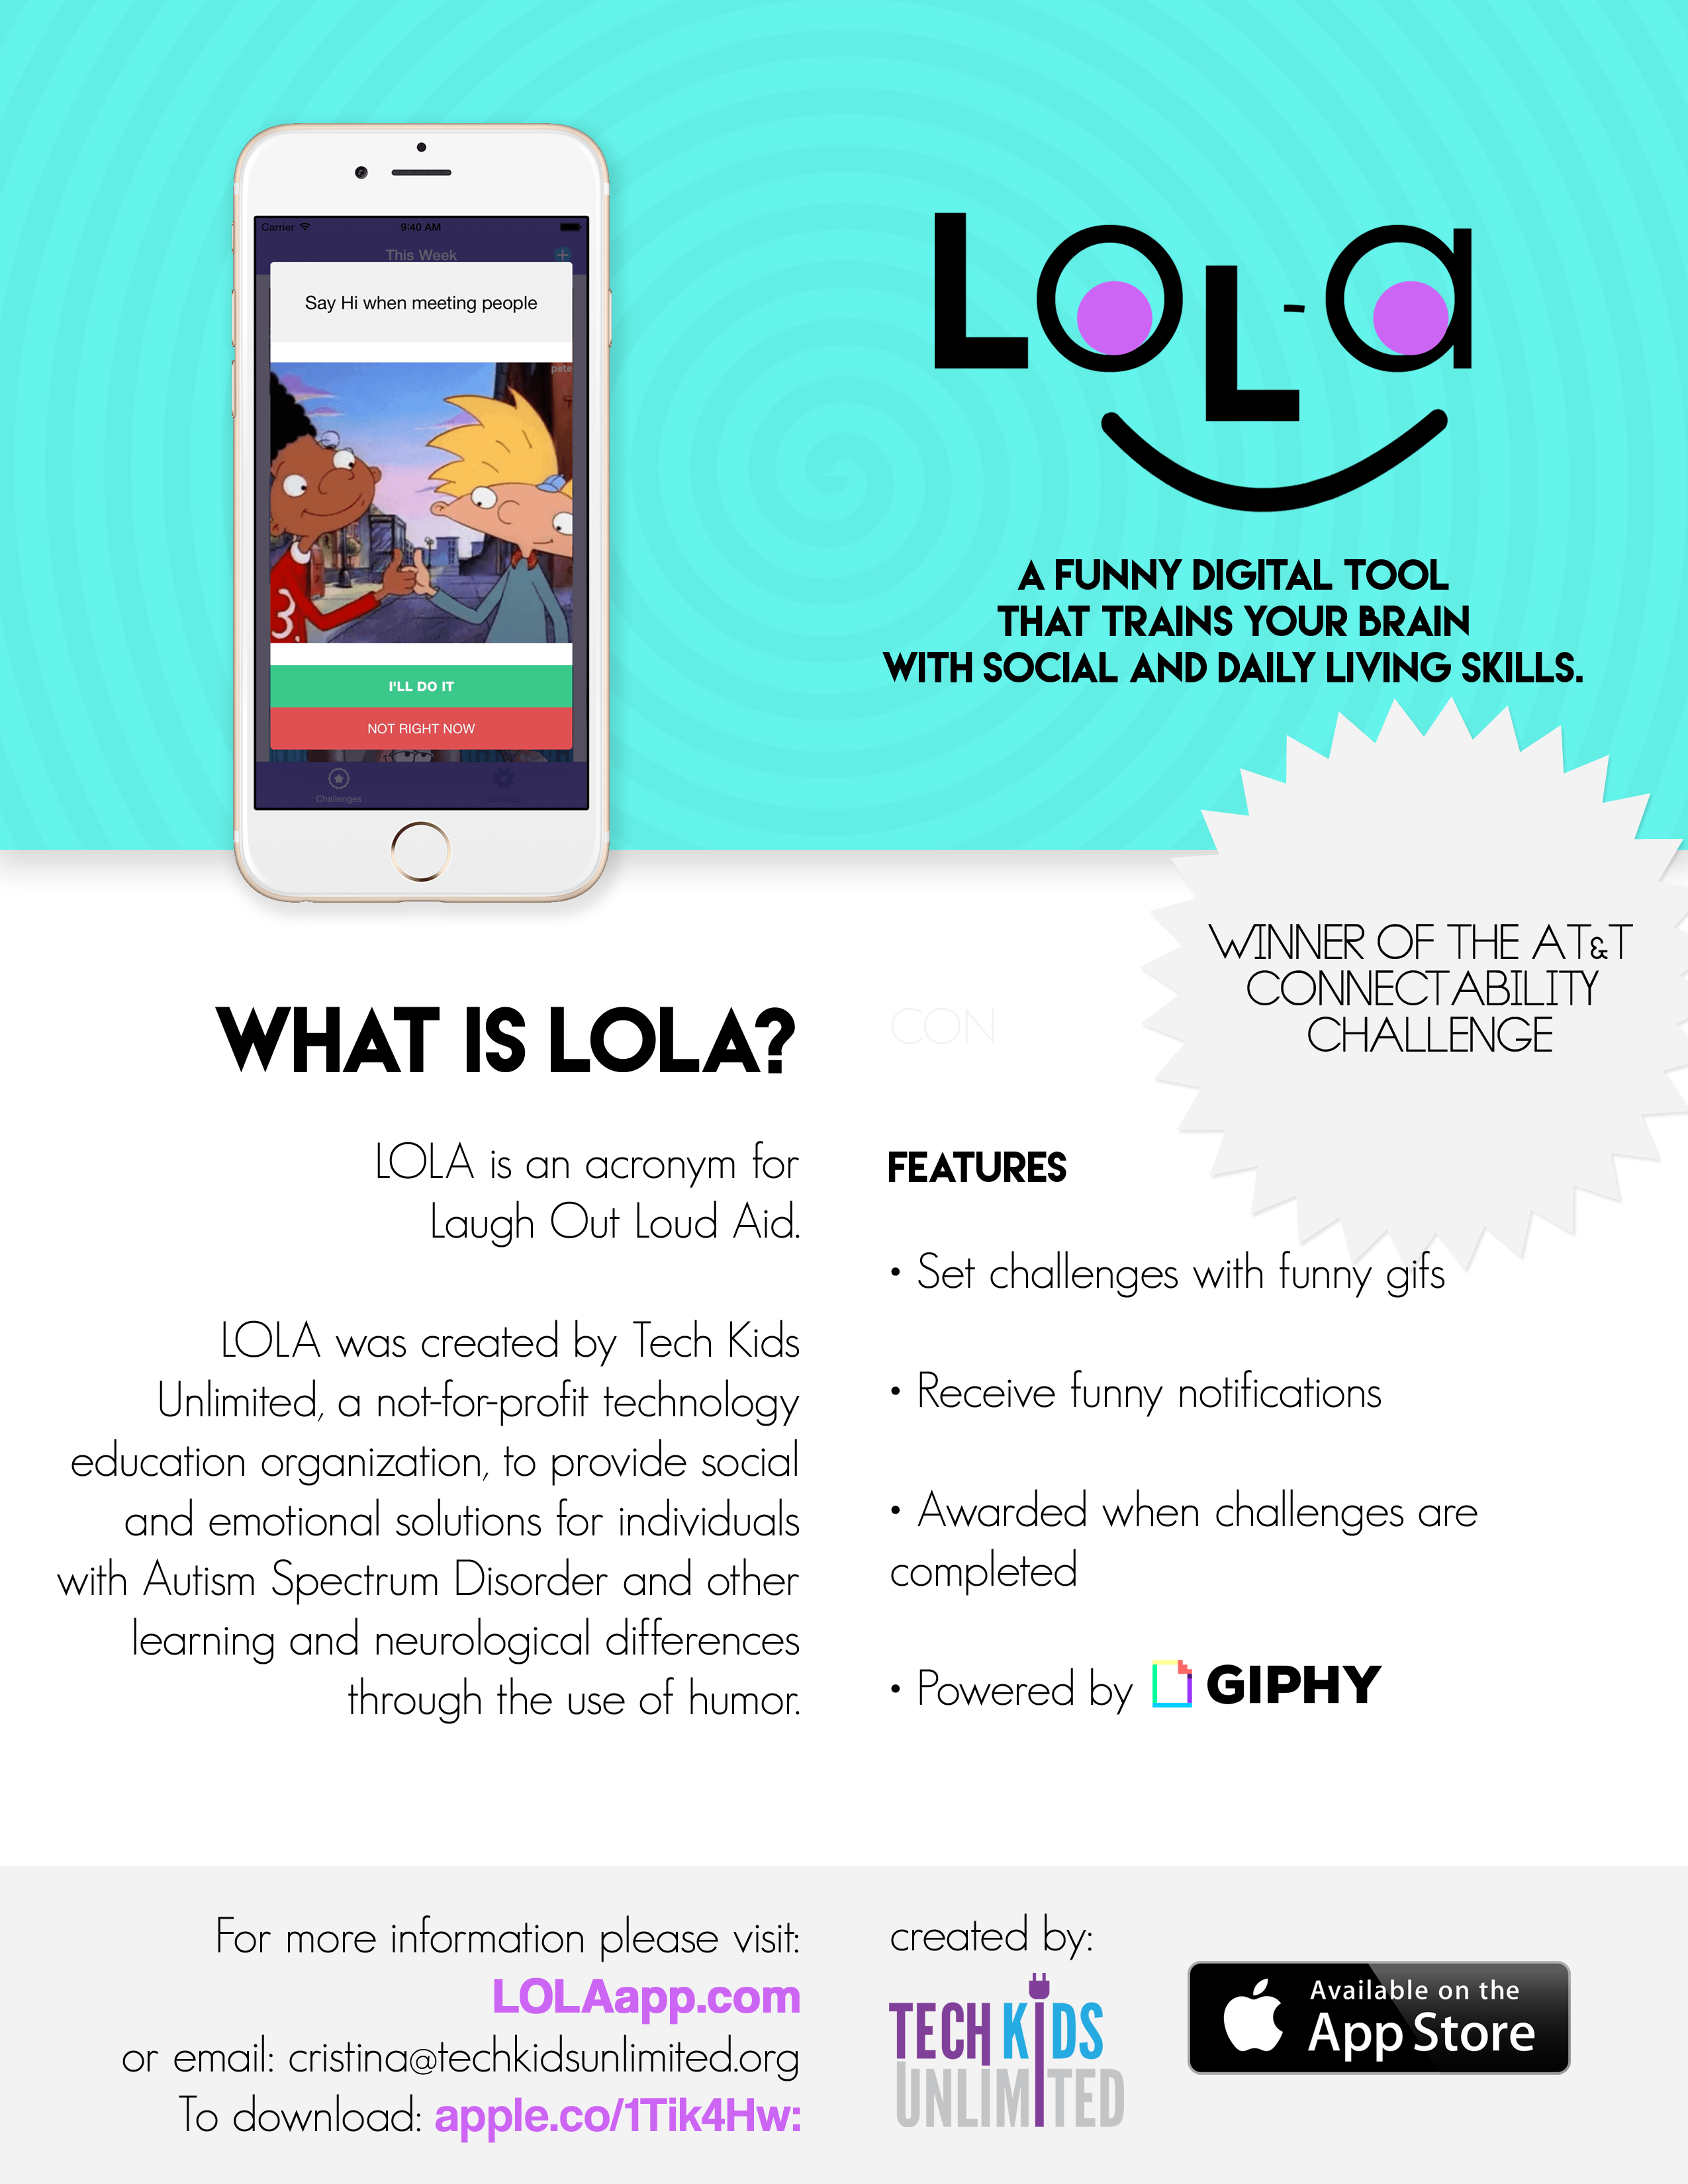 Carrier 9:40 AM
This Week
Say Hi when meeting people
pete
3.
I'LL DO IT
NOT RIGHT NOW
Challenges
LOL-a
A FUNNY DIGITAL TOOL
THAT TRAINS YOUR BRAIN
WITH SOCIAL AND DAILY LIVING SKILLS.
WINNER OF THE AT&T
CONNECTABILITY
CHALLENGE
WHAT IS LOLA?
LOLA is an acronym for
Laugh Out Loud Aid.
LOLA was created by Tech Kids
Unlimited, a not-for-profit technology
education organization, to provide social
and emotional solutions for individuals
with Autism Spectrum Disorder and other
learning and neurological differences
through the use of humor.
CON
FEATURES
• Set challenges with funny gifs
• Receive funny notifications
• Awarded when challenges are
completed
• Powered by GIPHY
For more information please visit:
LOLAapp.com
or email: cristina@techkidsunlimited.org
To download: apple.co/1Tik4Hw:
created by:
TECH KIDS
UNLIMITED
Available on the
App Store